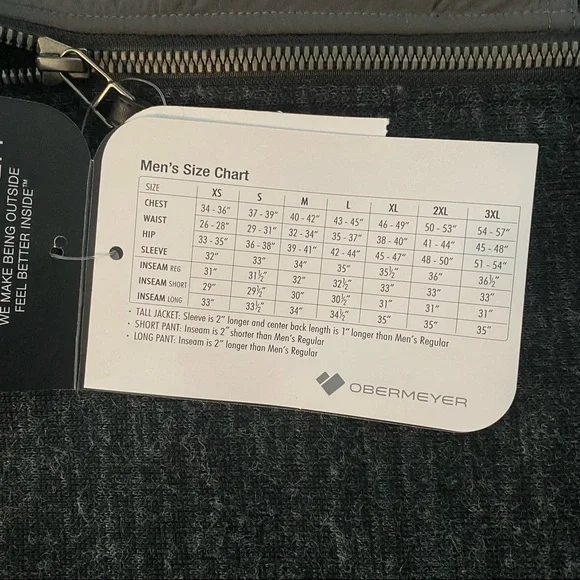 WE MAKE BEING OUTSIDE
FEEL BETTER INSIDE™
Men's Size Chart
SIZE XS S M L XL 2XL 3XL
CHEST 34 - 36" 37 - 39" 40 - 42" 43 - 45" 46 - 49" 50 - 53" 54 - 57"
WAIST 26 - 28" 29 - 31" 32 - 34" 35 - 37" 38 - 40" 41 - 44" 45 - 48"
HIP 33 - 35" 36 - 38" 39 - 41" 42 - 44" 45 - 47" 48 - 50" 51 - 54"
SLEEVE 32" 33" 34" 35" 35½" 36" 36½"
INSEAM REG 31" 31½" 32" 32½" 33" 33" 33"
INSEAM SHORT 29" 29½" 30" 30½" 31" 31" 31"
INSEAM LONG 33" 33½" 34" 34½" 35" 35" 35"
• TALL JACKET: Sleeve is 2" longer and center back length is 1" longer than Men's Regular
• SHORT PANT: Inseam is 2" shorter than Men's Regular
• LONG PANT: Inseam is 2" longer than Men's Regular
OBERMEYER